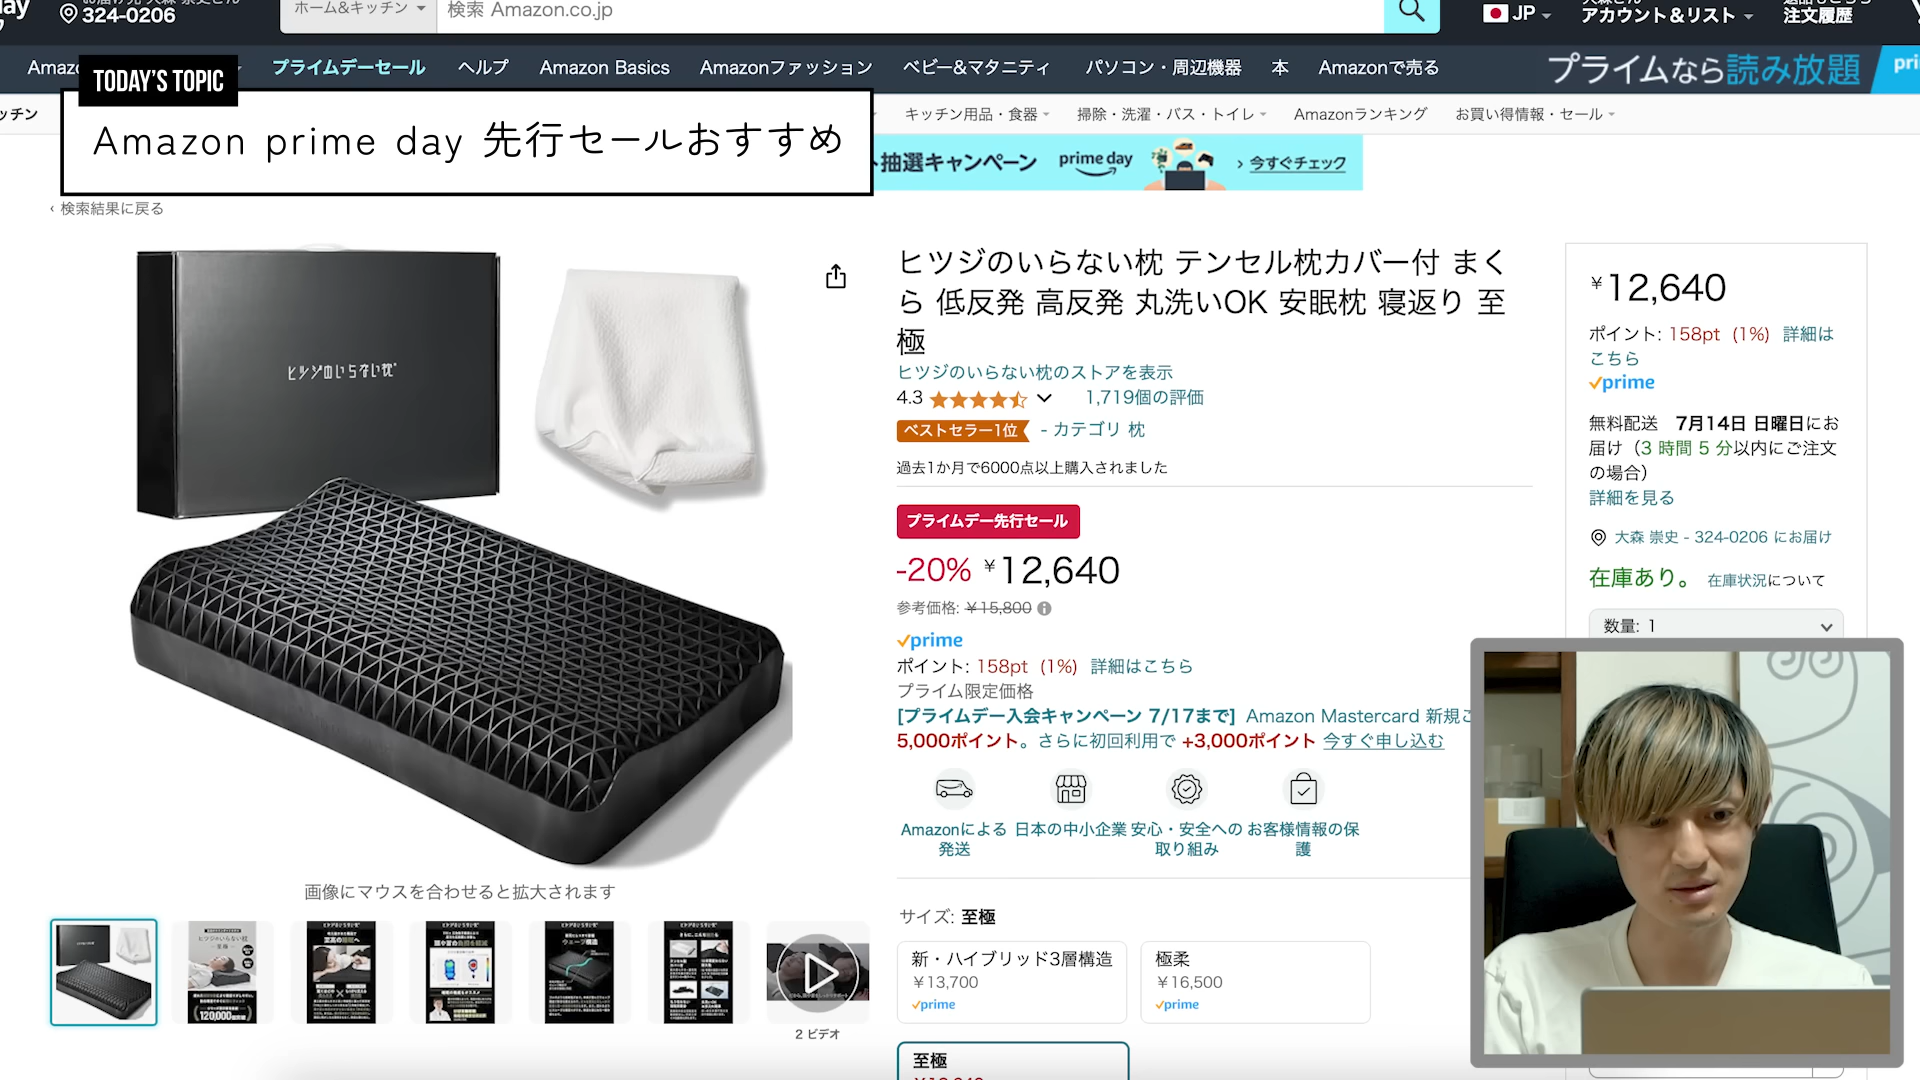 324-0206
ホーム&キッチン
検索 Amazon.co.jp
JP
アカウント&リスト
注文履歴
TODAY'S TOPIC
Amazon prime day 先行セールおすすめ
プライムデーセール
ヘルプ
Amazon Basics
Amazonファッション
ベビー&マタニティ
パソコン・周辺機器
本
Amazonで売る
プライムなら読み放題
キッチン用品・食器
掃除・洗濯・バス・トイレ
Amazonランキング
お買い得情報・セール
抽選キャンペーン
prime day
今すぐチェック
‹ 検索結果に戻る
ヒツジのいらない枕
ヒツジのいらない枕 テンセル枕カバー付 まく
ら 低反発 高反発 丸洗いOK 安眠枕 寝返り 至
極
ヒツジのいらない枕のストアを表示
4.3
1,719個の評価
ベストセラー1位
- カテゴリ 枕
過去1か月で6000点以上購入されました
プライムデー先行セール
-20% ¥12,640
参考価格: ¥15,800
prime
ポイント: 158pt (1%) 詳細はこちら
プライム限定価格
[プライムデー入会キャンペーン 7/17まで] Amazon Mastercard 新規ご
5,000ポイント。さらに初回利用で +3,000ポイント 今すぐ申し込む
Amazonによる
発送
日本の中小企業
安心・安全への
取り組み
お客様情報の保
護
サイズ: 至極
新・ハイブリッド3層構造
¥13,700
prime
極柔
¥16,500
prime
至極
画像にマウスを合わせると拡大されます
2 ビデオ
¥12,640
ポイント: 158pt (1%) 詳細は
こちら
prime
無料配送 7月14日 日曜日にお
届け（3 時間 5 分以内にご注文
の場合）
詳細を見る
大森 崇史 - 324-0206 にお届け
在庫あり。 在庫状況について
数量: 1